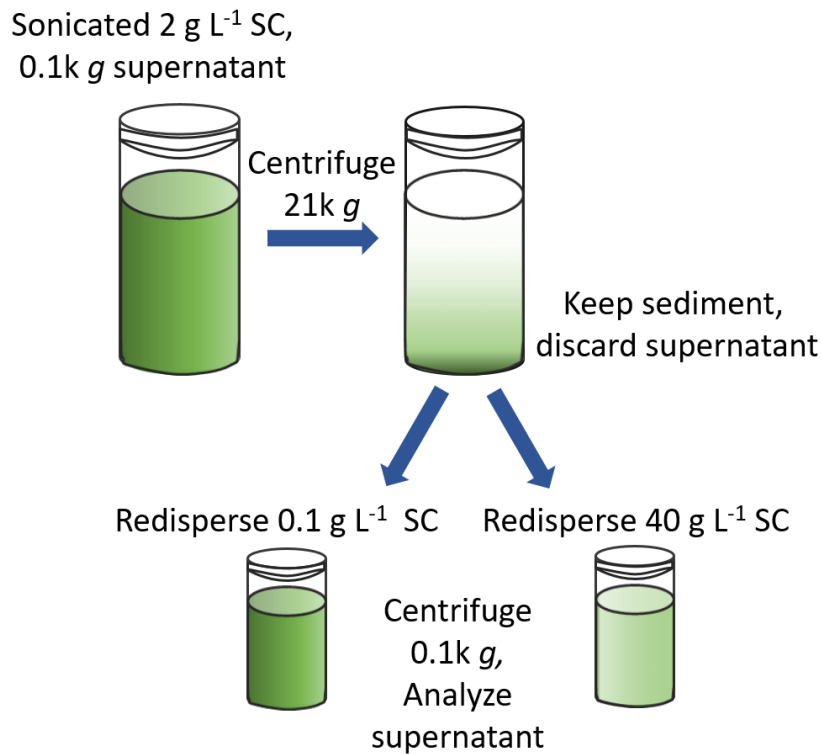 Sonicated 2 g L⁻¹ SC,
0.1k g supernatant
Centrifuge
21k g
Keep sediment,
discard supernatant
Redisperse 0.1 g L⁻¹ SC
Redisperse 40 g L⁻¹ SC
Centrifuge
0.1k g,
Analyze
supernatant